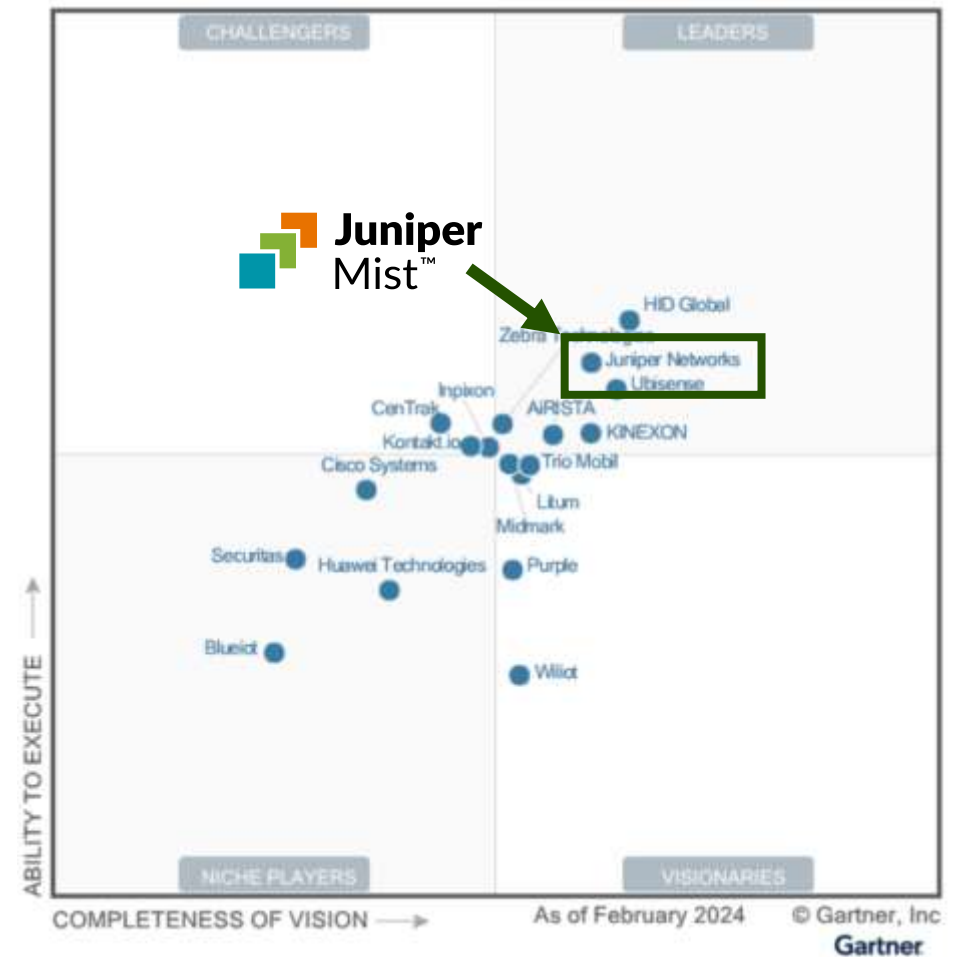 CHALLENGERS
LEADERS
Juniper
Mist™
HID Global
Zebra Technologies
Juniper Networks
Ubisense
Inpixon
CenTrak
AiRISTA
KINEXON
Kontakt.io
Cisco Systems
Trio Mobil
Litum
Midmark
Securitas
Huawei Technologies
Purple
Blueiot
Wiliot
ABILITY TO EXECUTE
NICHE PLAYERS
VISIONARIES
COMPLETENESS OF VISION
As of February 2024
© Gartner, Inc
Gartner